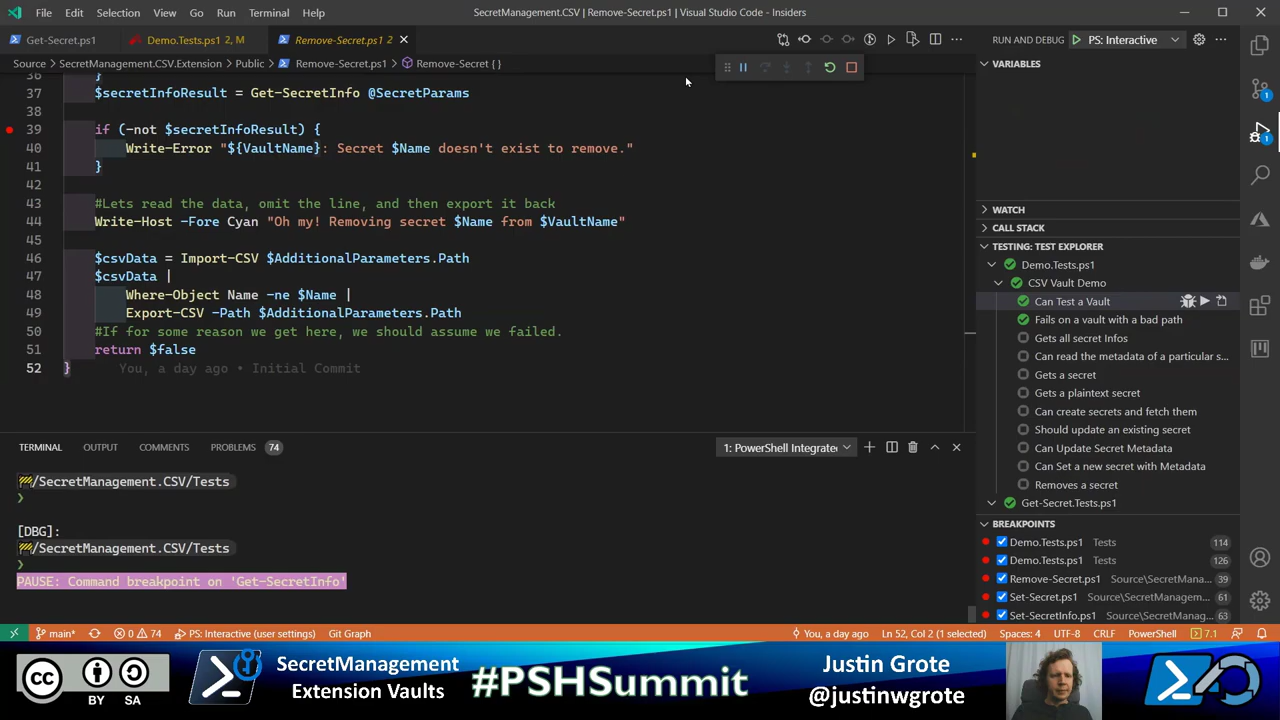 File Edit Selection View Go Run Terminal Help
SecretManagement.CSV | Remove-Secret.ps1 | Visual Studio Code - Insiders
Get-Secret.ps1
Demo.Tests.ps1 2, M
Remove-Secret.ps1 2
Source > SecretManagement.CSV.Extension > Public > Remove-Secret.ps1 > Remove-Secret { }
36 }
37 $secretInfoResult = Get-SecretInfo @SecretParams
38
39 if (-not $secretInfoResult) {
40 Write-Error "${VaultName}: Secret $Name doesn't exist to remove."
41 }
42
43 #Lets read the data, omit the line, and then export it back
44 Write-Host -Fore Cyan "Oh my! Removing secret $Name from $VaultName"
45
46 $csvData = Import-CSV $AdditionalParameters.Path
47 $csvData |
48 Where-Object Name -ne $Name |
49 Export-CSV -Path $AdditionalParameters.Path
50 #If for some reason we get here, we should assume we failed.
51 return $false
52 }
You, a day ago • Initial Commit
RUN AND DEBUG
PS: Interactive
VARIABLES
WATCH
CALL STACK
TESTING: TEST EXPLORER
Demo.Tests.ps1
CSV Vault Demo
Can Test a Vault
Fails on a vault with a bad path
Gets all secret Infos
Can read the metadata of a particular s...
Gets a secret
Gets a plaintext secret
Can create secrets and fetch them
Should update an existing secret
Can Update Secret Metadata
Can Set a new secret with Metadata
Removes a secret
Get-Secret.Tests.ps1
BREAKPOINTS
Demo.Tests.ps1 Tests 114
Demo.Tests.ps1 Tests 126
Remove-Secret.ps1 Source\SecretMana... 39
Set-Secret.ps1 Source\SecretManagem... 61
Set-SecretInfo.ps1 Source\SecretManag... 63
1
1
TERMINAL OUTPUT COMMENTS PROBLEMS 74
1: PowerShell Integrate
/SecretManagement.CSV/Tests
❯
[DBG]:
/SecretManagement.CSV/Tests
❯
PAUSE: Command breakpoint on 'Get-SecretInfo'
main* 0 74 PS: Interactive (user settings) Git Graph
You, a day ago Ln 52, Col 2 (1 selected) Spaces: 4 UTF-8 CRLF PowerShell 7.1
CC BY SA
SecretManagement
Extension Vaults
#PSHSummit
Justin Grote
@justinwgrote